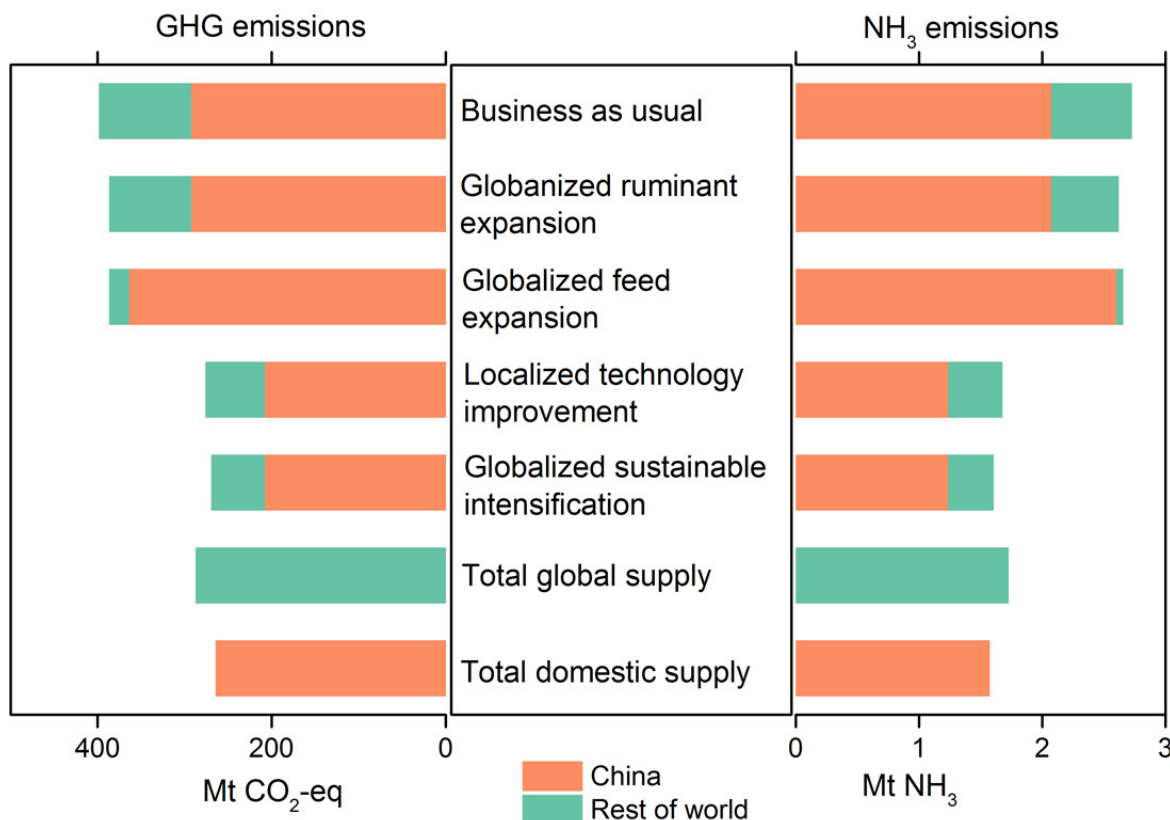 GHG emissions
NH₃ emissions
Business as usual
Globanized ruminant
expansion
Globalized feed
expansion
Localized technology
improvement
Globalized sustainable
intensification
Total global supply
Total domestic supply
400 200 0
0 1 2 3
Mt CO₂-eq
Mt NH₃
China
Rest of world